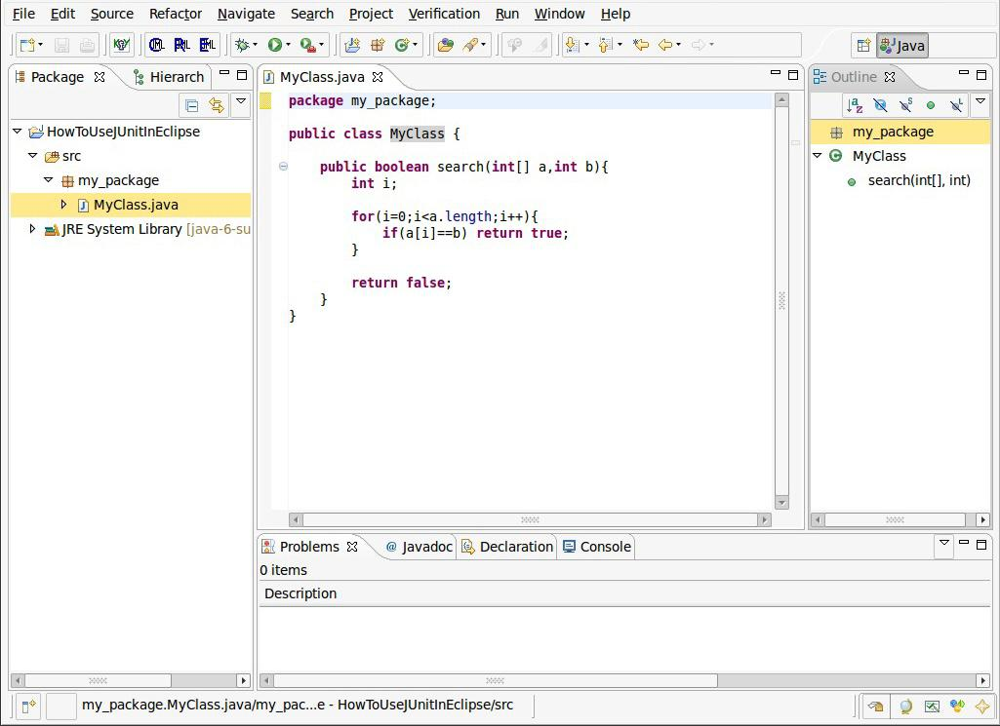 File Edit Source Refactor Navigate Search Project Verification Run Window Help
Java
Package Hierarch
HowToUseJUnitInEclipse
src
my_package
MyClass.java
JRE System Library [java-6-su
MyClass.java
package my_package;
public class MyClass {
public boolean search(int[] a,int b){
int i;
for(i=0;i<a.length;i++){
if(a[i]==b) return true;
}
return false;
}
}
Outline
my_package
MyClass
search(int[], int)
Problems @ Javadoc Declaration Console
0 items
Description
my_package.MyClass.java/my_pac...e - HowToUseJUnitInEclipse/src